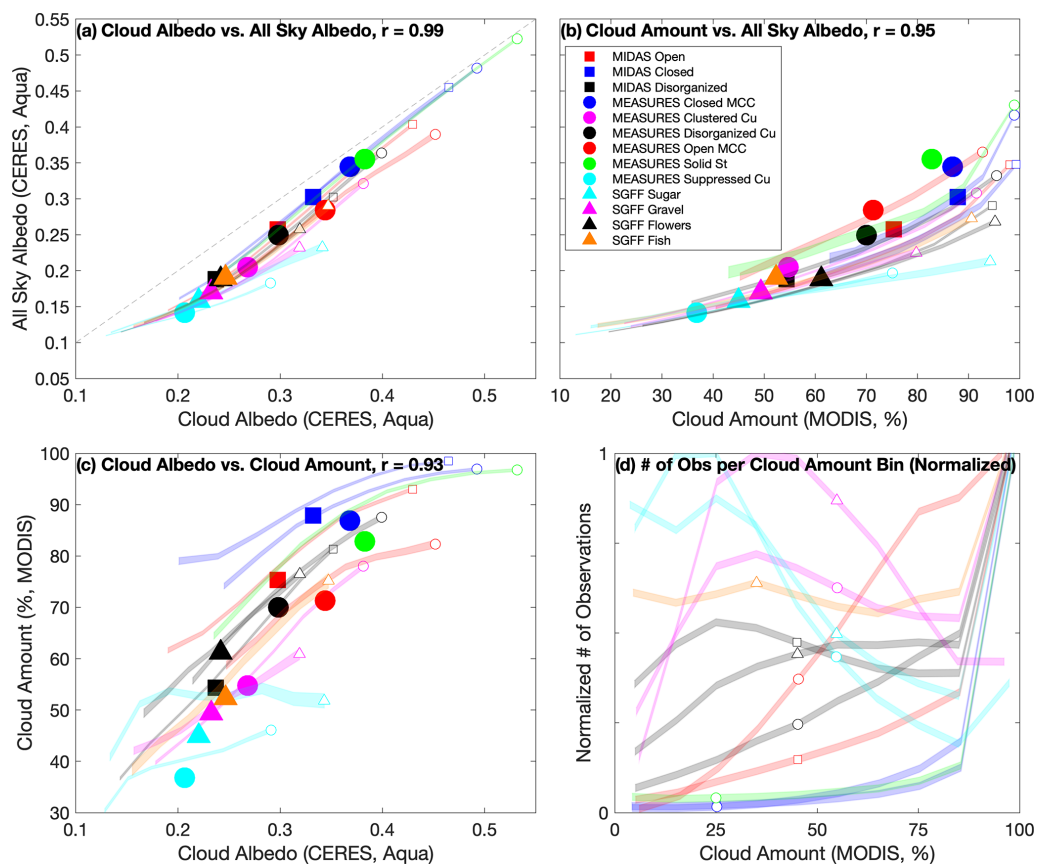 (a) Cloud Albedo vs. All Sky Albedo, r = 0.99
All Sky Albedo (CERES, Aqua)
0.55
0.5
0.45
0.4
0.35
0.3
0.25
0.2
0.15
0.1
0.05
0.1
0.2
0.3
0.4
0.5
Cloud Albedo (CERES, Aqua)
(b) Cloud Amount vs. All Sky Albedo, r = 0.95
MIDAS Open
MIDAS Closed
MIDAS Disorganized
MEASURES Closed MCC
MEASURES Clustered Cu
MEASURES Disorganized Cu
MEASURES Open MCC
MEASURES Solid St
MEASURES Suppressed Cu
SGFF Sugar
SGFF Gravel
SGFF Flowers
SGFF Fish
10
20
30
40
50
60
70
80
90
100
Cloud Amount (MODIS, %)
(c) Cloud Albedo vs. Cloud Amount, r = 0.93
Cloud Amount (%, MODIS)
100
90
80
70
60
50
40
30
0.1
0.2
0.3
0.4
0.5
Cloud Albedo (CERES, Aqua)
(d) # of Obs per Cloud Amount Bin (Normalized)
Normalized # of Observations
1
0
0
25
50
75
100
Cloud Amount (MODIS, %)